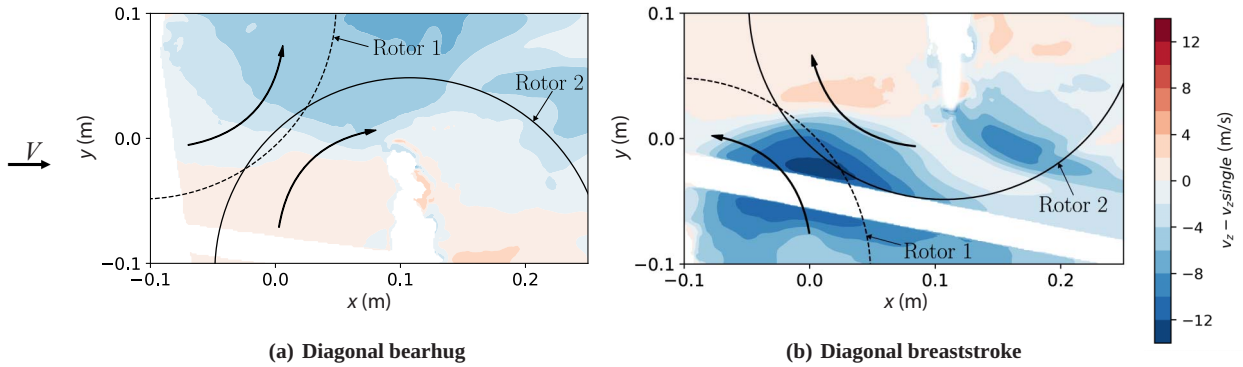 V
y (m)
0.1
0.0
−0.1
−0.1
0.0
0.1
0.2
x (m)
Rotor 1
Rotor 2
(a) Diagonal bearhug
y (m)
0.1
0.0
−0.1
−0.1
0.0
0.1
0.2
x (m)
Rotor 2
Rotor 1
(b) Diagonal breaststroke
12
8
4
0
−4
−8
−12
v_z − v_z single (m/s)